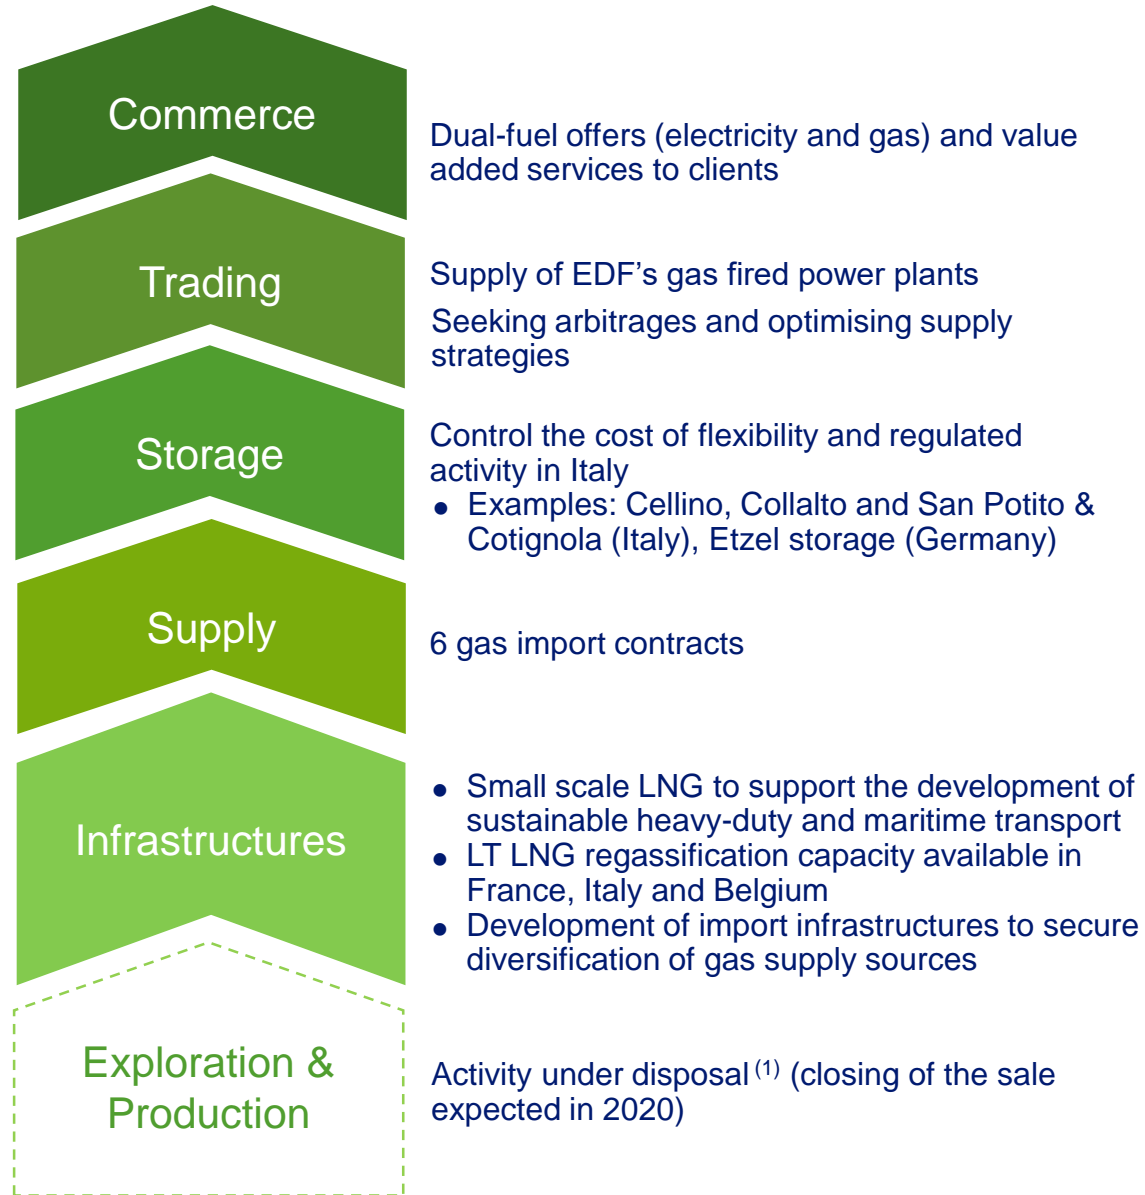 Commerce
Dual-fuel offers (electricity and gas) and value
added services to clients
Trading
Supply of EDF’s gas fired power plants
Seeking arbitrages and optimising supply
strategies
Storage
Control the cost of flexibility and regulated
activity in Italy
● Examples: Cellino, Collalto and San Potito &
Cotignola (Italy), Etzel storage (Germany)
Supply
6 gas import contracts
Infrastructures
● Small scale LNG to support the development of
sustainable heavy-duty and maritime transport
● LT LNG regassification capacity available in
France, Italy and Belgium
● Development of import infrastructures to secure
diversification of gas supply sources
Exploration &
Production
Activity under disposal (1) (closing of the sale
expected in 2020)